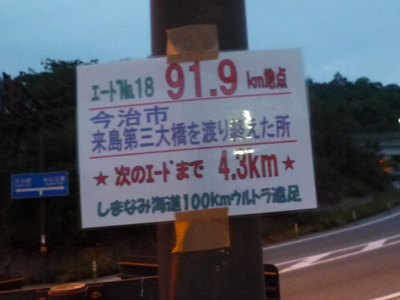 エードNo.18 91.9km地点
今治市
来島第三大橋を渡り終えた所
★次のエードまで 4.3km★
しまなみ海道100kmウルトラ遠足